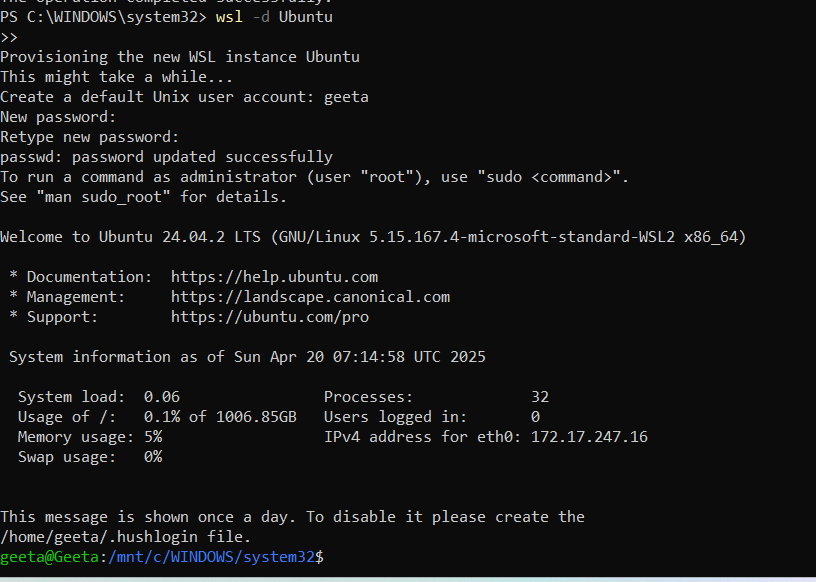 The operation completed successfully.
PS C:\WINDOWS\system32> wsl -d Ubuntu
>>
Provisioning the new WSL instance Ubuntu
This might take a while...
Create a default Unix user account: geeta
New password:
Retype new password:
passwd: password updated successfully
To run a command as administrator (user "root"), use "sudo <command>".
See "man sudo_root" for details.
Welcome to Ubuntu 24.04.2 LTS (GNU/Linux 5.15.167.4-microsoft-standard-WSL2 x86_64)
* Documentation:  https://help.ubuntu.com
* Management:     https://landscape.canonical.com
* Support:        https://ubuntu.com/pro
System information as of Sun Apr 20 07:14:58 UTC 2025
System load:  0.06                Processes:             32
Usage of /:   0.1% of 1006.85GB   Users logged in:       0
Memory usage: 5%                  IPv4 address for eth0: 172.17.247.16
Swap usage:   0%
This message is shown once a day. To disable it please create the
/home/geeta/.hushlogin file.
geeta@Geeta:/mnt/c/WINDOWS/system32$